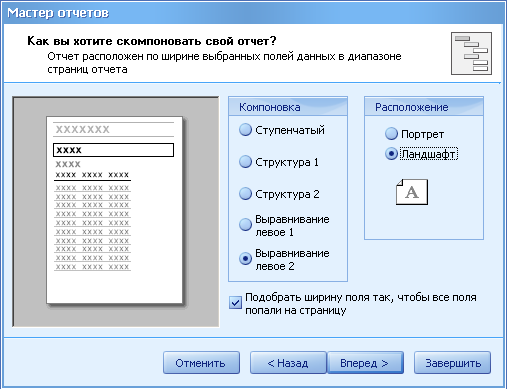 Мастер отчетов
Как вы хотите скомпоновать свой отчет?
Отчет расположен по ширине выбранных полей данных в диапазоне
страниц отчета
xxxxxxx
xxxx
xxxx
xxxx xxxx xxxx
xxxx xxxx xxxx
xxxx xxxx xxxx
xxxx xxxx xxxx
xxxx xxxx xxxx
xxxx xxxx xxxx
xxxx xxxx xxxx
xxxx xxxx xxxx
xxxx xxxx xxxx
xxxx xxxx xxxx
Компоновка
Ступенчатый
Структура 1
Структура 2
Выравнивание
левое 1
Выравнивание
левое 2
Расположение
Портрет
Ландшафт
A
Подобрать ширину поля так, чтобы все поля
попали на страницу
Отменить
< Назад
Вперед >
Завершить